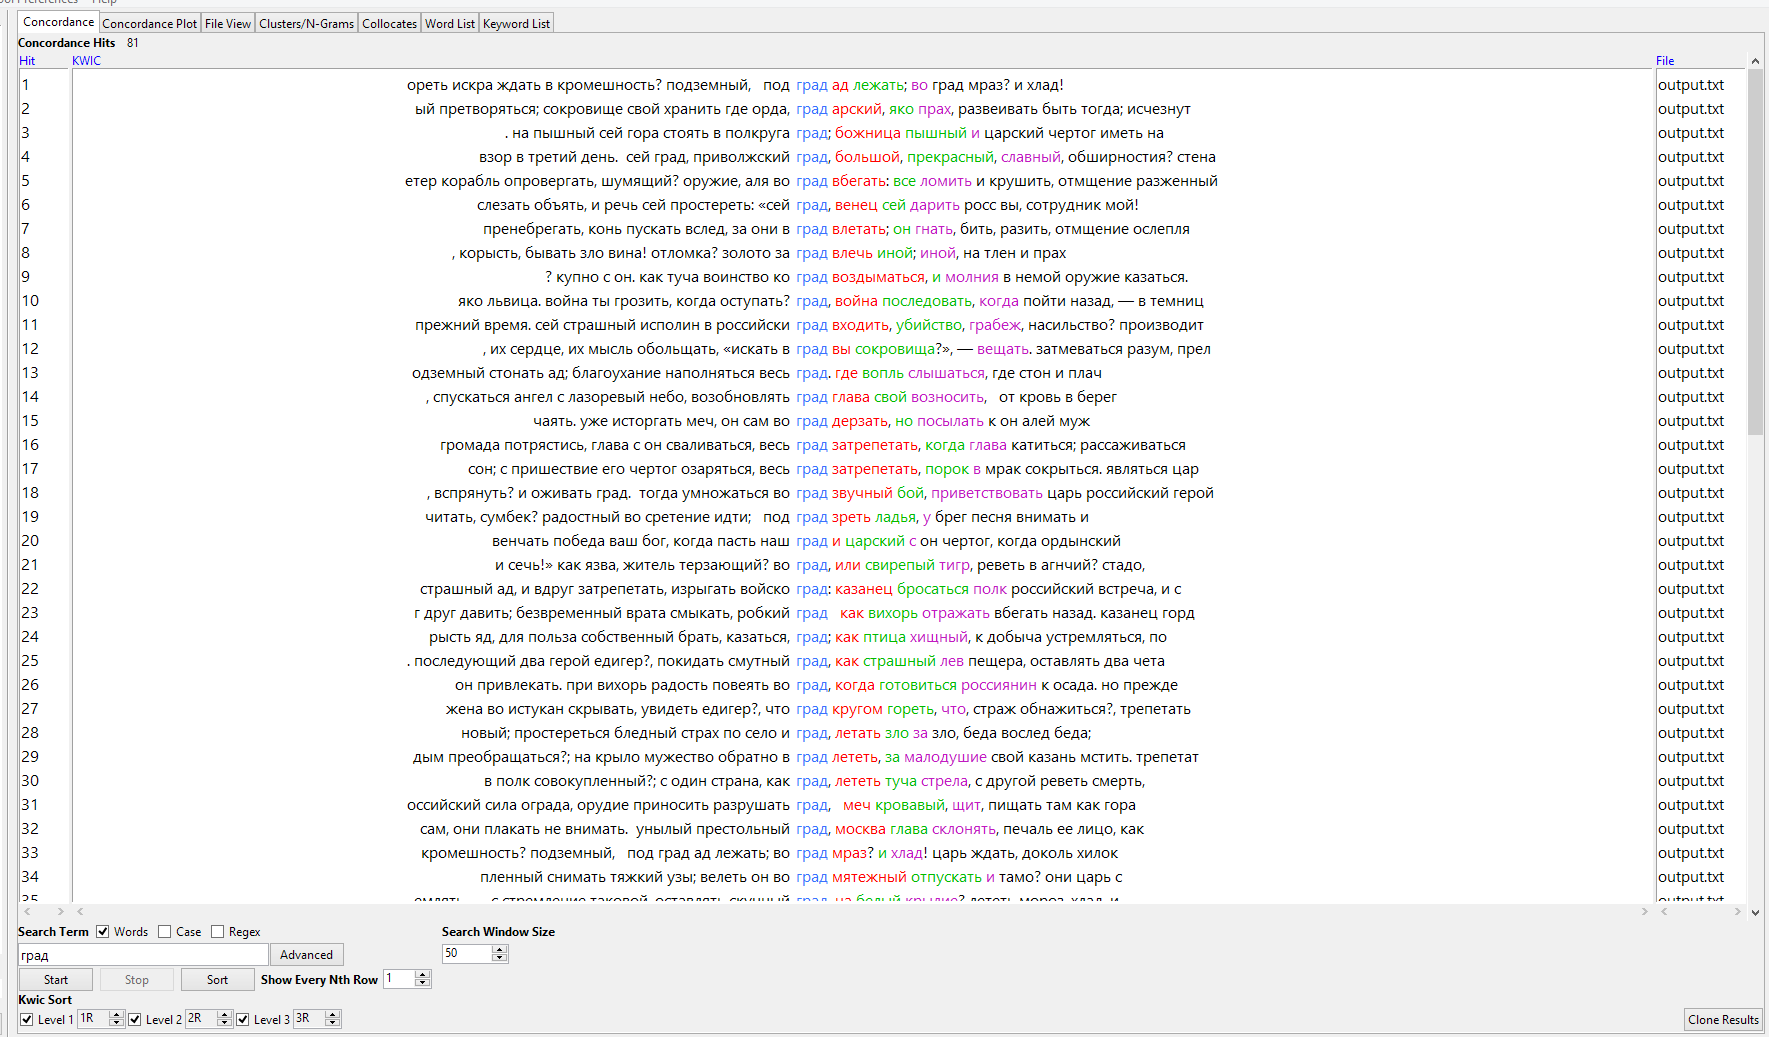 Help
Concordance Concordance Plot File View Clusters/N-Grams Collocates Word List Keyword List
Concordance Hits 81
Hit KWIC File
1 ореть искра ждать в кромешность? подземный, под град ад лежать; во град мраз? и хлад! output.txt
2 ый претворяться; сокровище свой хранить где орда, град арский, яко прах, развеивать быть тогда; исчезнут output.txt
3 . на пышный сей гора стоять в полкруга град; божница пышный и царский чертог иметь на output.txt
4 взор в третий день. сей град, приволжский град, большой, прекрасный, славный, обширностия? стена output.txt
5 етер корабль опровергать, шумящий? оружие, аля во град вбегать: все ломить и крушить, отмщение разженный output.txt
6 слезать объять, и речь сей простереть: «сей град, венец сей дарить росс вы, сотрудник мой! output.txt
7 пренебрегать, конь пускать вслед, за они в град влетать; он гнать, бить, разить, отмщение ослепля output.txt
8 , корысть, бывать зло вина! отломка? золото за град влечь иной; иной, на тлен и прах output.txt
9 ? купно с он. как туча воинство ко град воздыматься, и молния в немой оружие казаться. output.txt
10 яко львица. война ты грозить, когда оступать? град, война последовать, когда пойти назад, — в темниц output.txt
11 прежний время. сей страшный исполин в российски град входить, убийство, грабеж, насильство? производит output.txt
12 , их сердце, их мысль обольщать, «искать в град вы сокровища?», — вещать. затмеваться разум, прел output.txt
13 одземный стонать ад; благоухание наполняться весь град. где вопль слышаться, где стон и плач output.txt
14 , спускаться ангел с лазоревый небо, возобновлять град глава свой возносить, от кровь в берег output.txt
15 чаять. уже исторгать меч, он сам во град дерзать, но посылать к он алей муж output.txt
16 громада потрястись, глава с он сваливаться, весь град затрепетать, когда глава катиться; рассаживаться output.txt
17 сон; с пришествие его чертог озаряться, весь град затрепетать, порок в мрак сокрыться. являться цар output.txt
18 , вспрянуть? и оживать град. тогда умножаться во град звучный бой, приветствовать царь российский герой output.txt
19 читать, сумбек? радостный во сретение идти; под град зреть ладья, у брег песня внимать и output.txt
20 венчать победа ваш бог, когда пасть наш град и царский с он чертог, когда ордынский output.txt
21 и сечь!» как язва, житель терзающий? во град, или свирепый тигр, реветь в агнчий? стадо, output.txt
22 страшный ад, и вдруг затрепетать, изрыгать войско град: казанец бросаться полк российский встреча, и с output.txt
23 г друг давить; безвременный врата смыкать, робкий град как вихорь отражать вбегать назад. казанец горд output.txt
24 рысть яд, для польза собственный брать, казаться, град; как птица хищный, к добыча устремляться, по output.txt
25 . последующий два герой едигер?, покидать смутный град, как страшный лев пещера, оставлять два чета output.txt
26 он привлекать. при вихорь радость повеять во град, когда готовиться россиянин к осада. но прежде output.txt
27 жена во истукан скрывать, увидеть едигер?, что град кругом гореть, что, страж обнажиться?, трепетать output.txt
28 новый; простереться бледный страх по село и град, летать зло за зло, беда вослед беда; output.txt
29 дым преобращаться?; на крыло мужество обратно в град лететь, за малодушие свой казань мстить. трепетат output.txt
30 в полк совокупленный?; с один страна, как град, лететь туча стрела, с другой реветь смерть, output.txt
31 оссийский сила ограда, орудие приносить разрушать град, меч кровавый, щит, пищать там как гора output.txt
32 сам, они плакать не внимать. унылый престольный град, москва глава склонять, печаль ее лицо, как output.txt
33 кромешность? подземный, под град ад лежать; во град мраз? и хлад! царь ждать, доколь хилок output.txt
34 пленный снимать тяжкий узы; велеть он во град мятежный отпускать и тамо? они царь с output.txt
35 емлять, с стремление таковой, оставлять скучный град на белый крылие? лететь мороз, хлад, и output.txt
Search Term Words Case Regex Search Window Size
град Advanced 50
Start Stop Sort Show Every Nth Row 1
Kwic Sort
Level 1 1R Level 2 2R Level 3 3R Clone Results